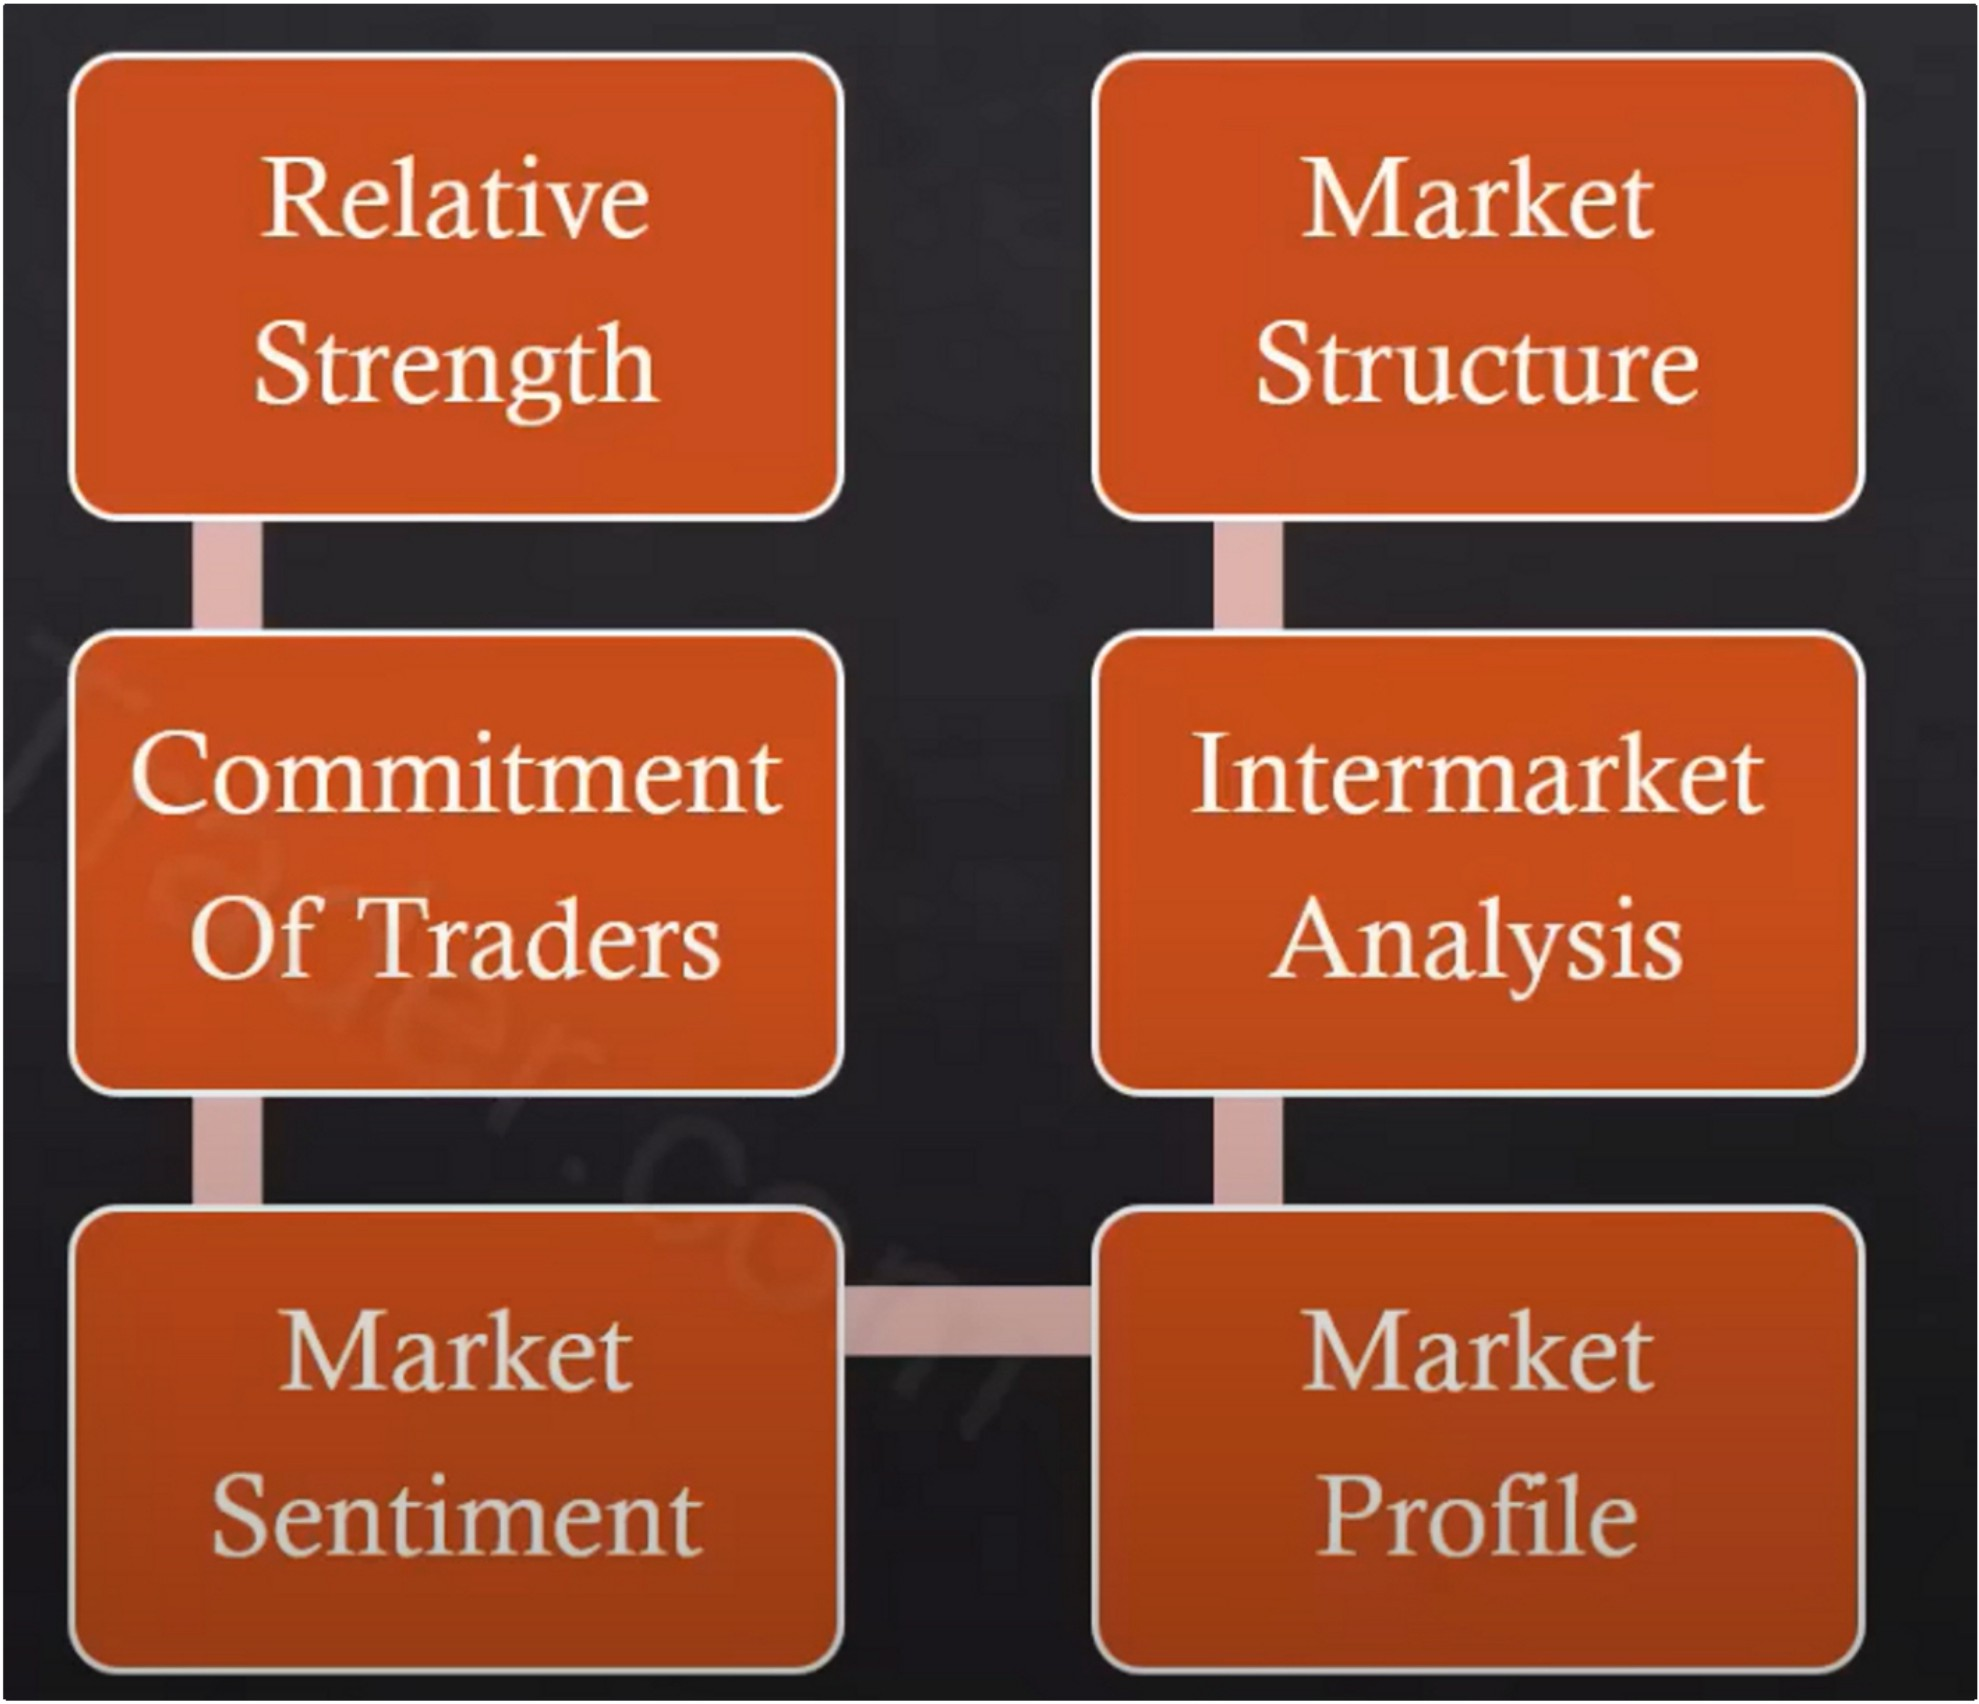 Relative
Strength
Commitment
Of Traders
Market
Sentiment
Market
Structure
Intermarket
Analysis
Market
Profile